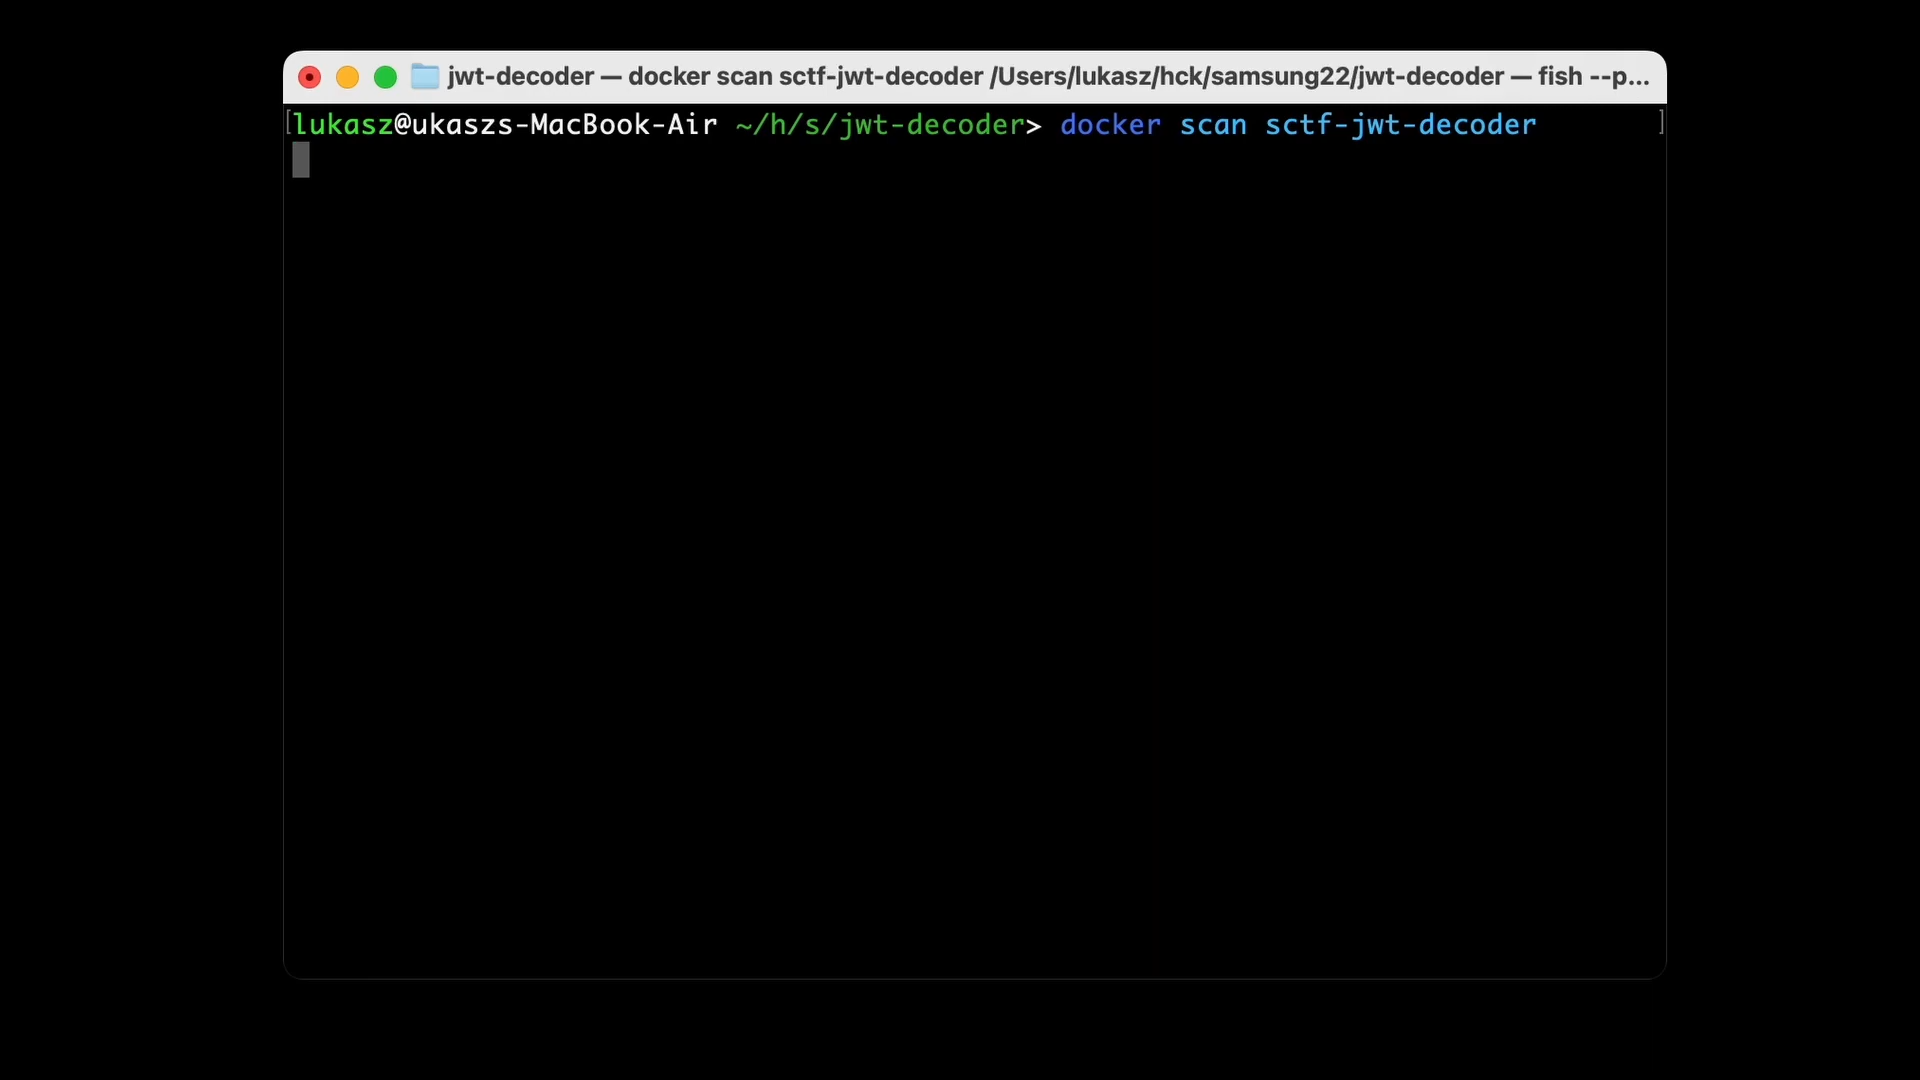 jwt-decoder — docker scan sctf-jwt-decoder /Users/lukasz/hck/samsung22/jwt-decoder — fish --p...
[lukasz@ukaszs-MacBook-Air ~/h/s/jwt-decoder> docker scan sctf-jwt-decoder ]